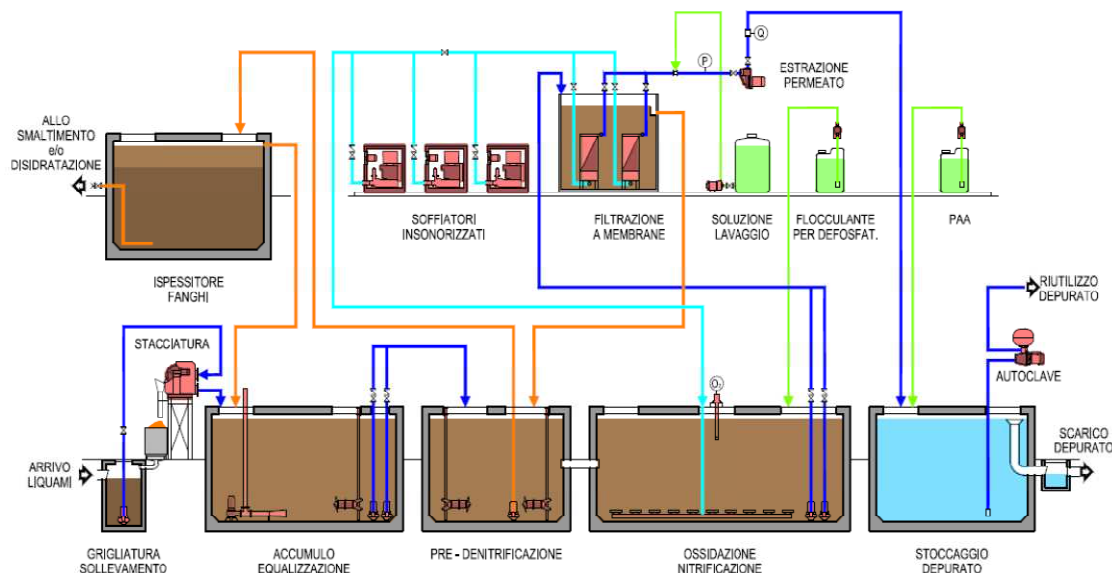 ALLO
SMALTIMENTO
e/o
DISIDRATAZIONE
ISPESSITORE
FANGHI
SOFFIATORI
INSONORIZZATI
FILTRAZIONE
A MEMBRANE
SOLUZIONE
LAVAGGIO
FLOCCULANTE
PER DEFOSFAT.
PAA
P
Q
ESTRAZIONE
PERMEATO
STACCIATURA
ARRIVO
LIQUAMI
O₂
RIUTILIZZO
DEPURATO
AUTOCLAVE
SCARICO
DEPURATO
GRIGLIATURA
SOLLEVAMENTO
ACCUMULO
EQUALIZZAZIONE
PRE - DENITRIFICAZIONE
OSSIDAZIONE
NITRIFICAZIONE
STOCCAGGIO
DEPURATO